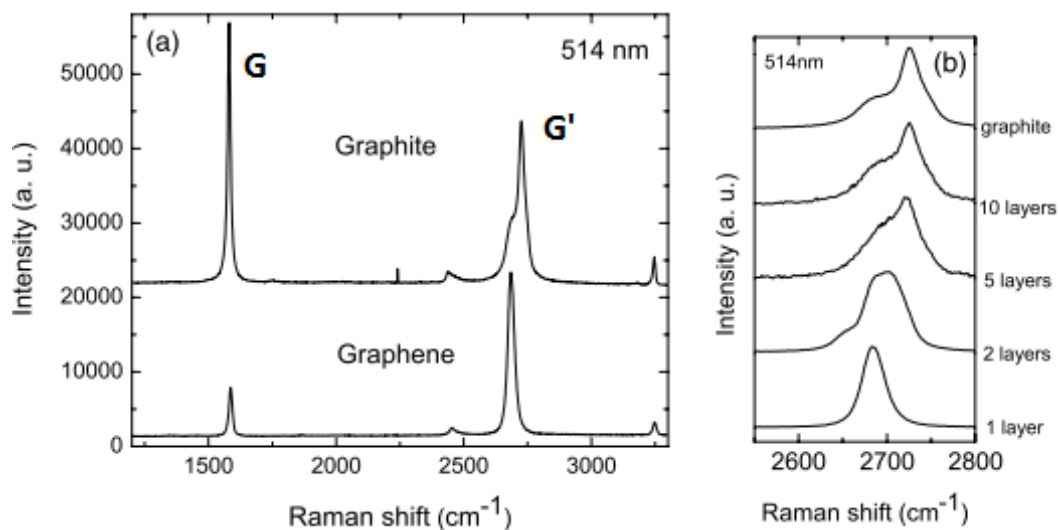 (a)
514 nm
G
G'
Graphite
Graphene
50000
40000
30000
20000
10000
0
Intensity (a. u.)
1500
2000
2500
3000
Raman shift (cm⁻¹)
514nm
(b)
graphite
10 layers
5 layers
2 layers
1 layer
Intensity (a. u.)
2600
2700
2800
Raman shift (cm⁻¹)